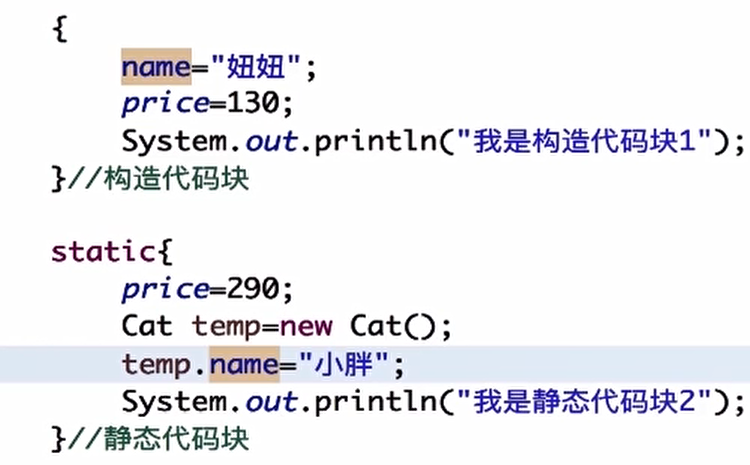 {
name="妞妞";
price=130;
System.out.println("我是构造代码块1");
}//构造代码块
static{
price=290;
Cat temp=new Cat();
temp.name="小胖";
System.out.println("我是静态代码块2");
}//静态代码块